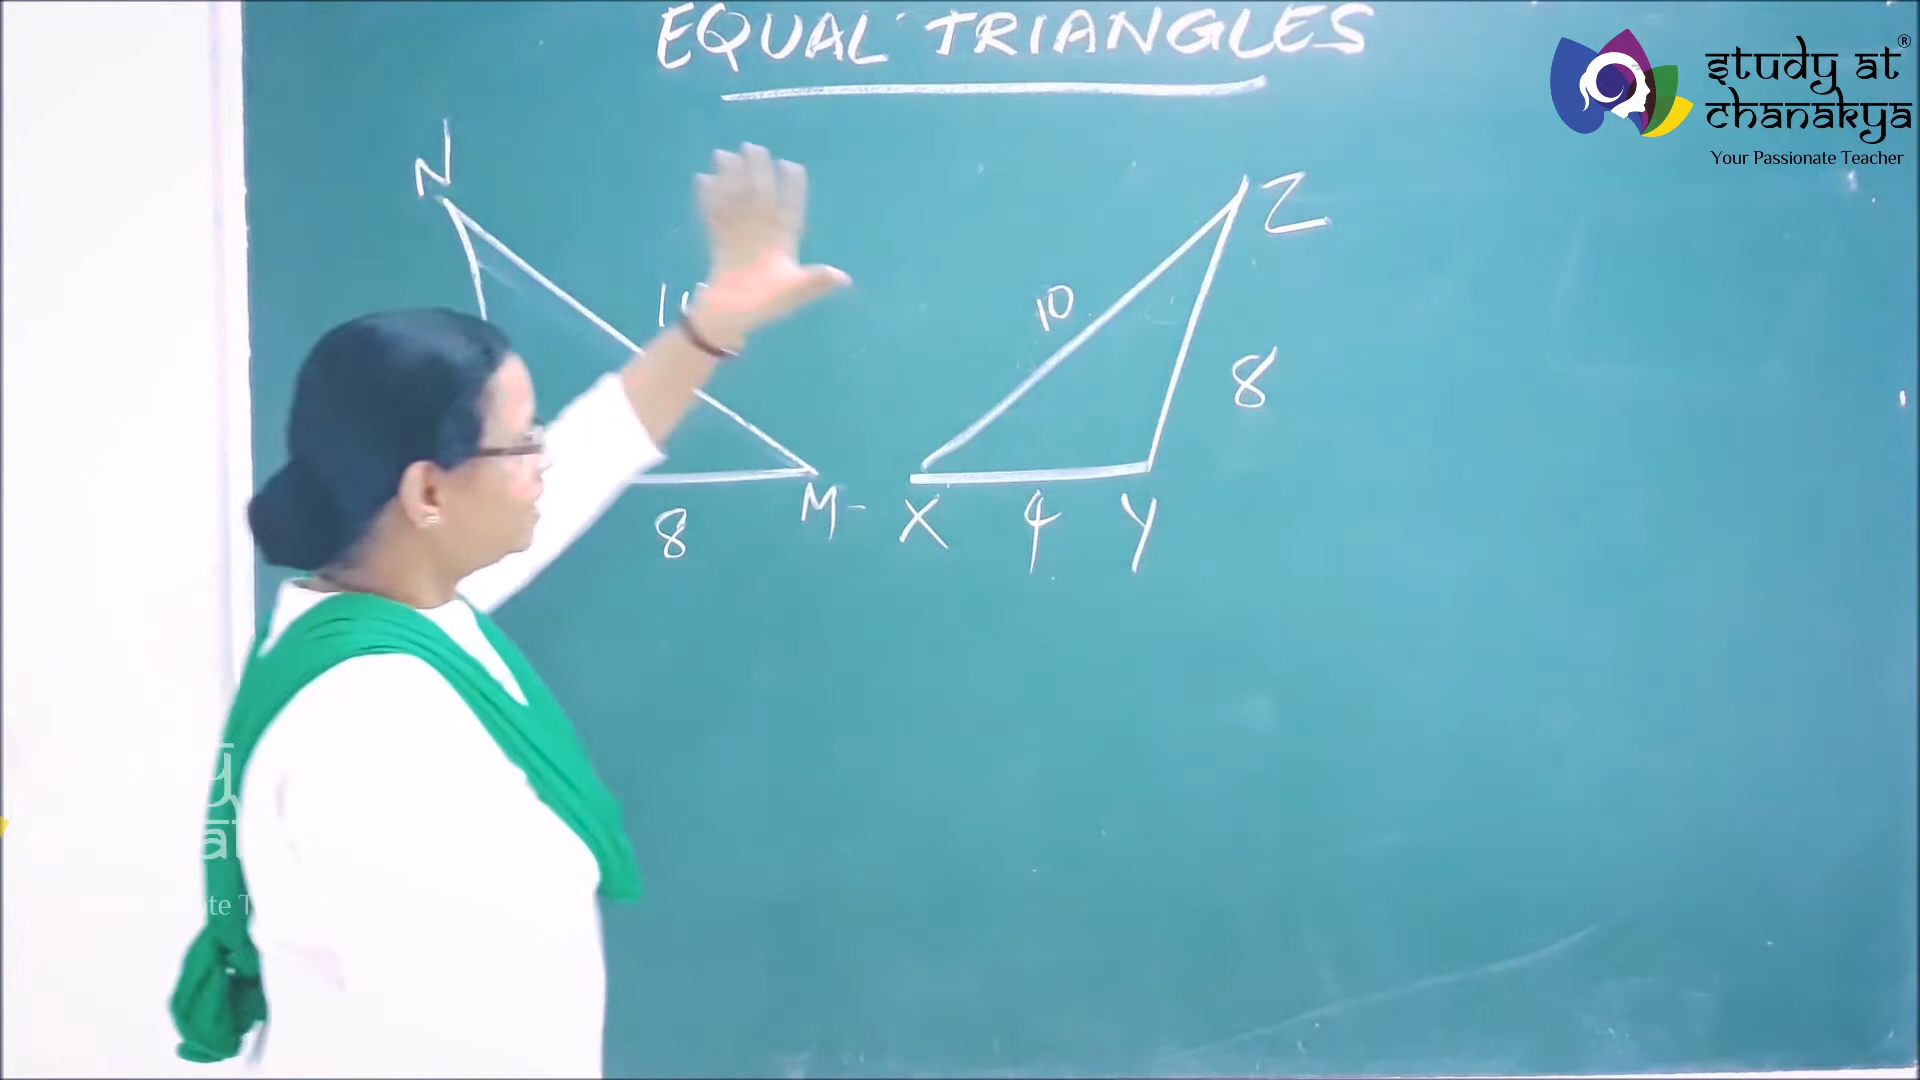 EQUAL TRIANGLES
study at
chanakya®
Your Passionate Teacher
N
Z
10
8
8
M
X
4
Y